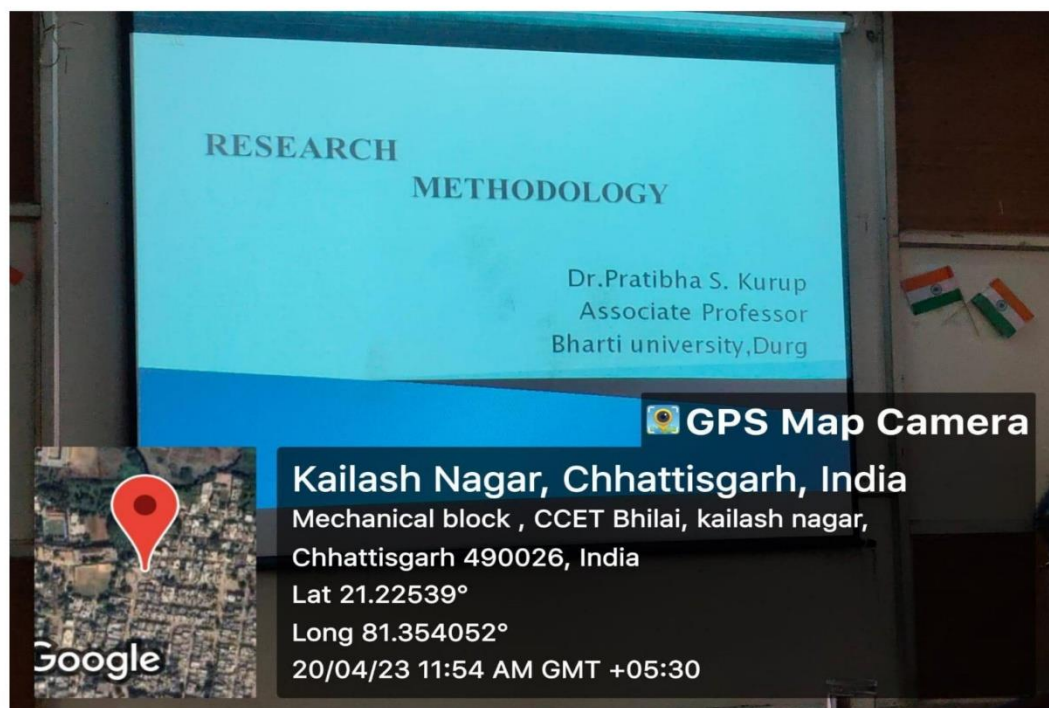 RESEARCH
METHODOLOGY
Dr.Pratibha S. Kurup
Associate Professor
Bharti university,Durg
GPS Map Camera
Kailash Nagar, Chhattisgarh, India
Mechanical block , CCET Bhilai, kailash nagar,
Chhattisgarh 490026, India
Lat 21.22539°
Long 81.354052°
20/04/23 11:54 AM GMT +05:30
Google